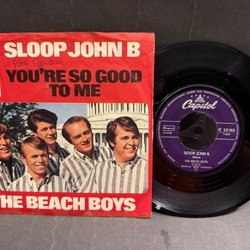 SLOOP JOHN B
YOU'RE SO GOOD
TO ME
THE BEACH BOYS
Capitol
SLOOP JOHN B
THE BEACH BOYS